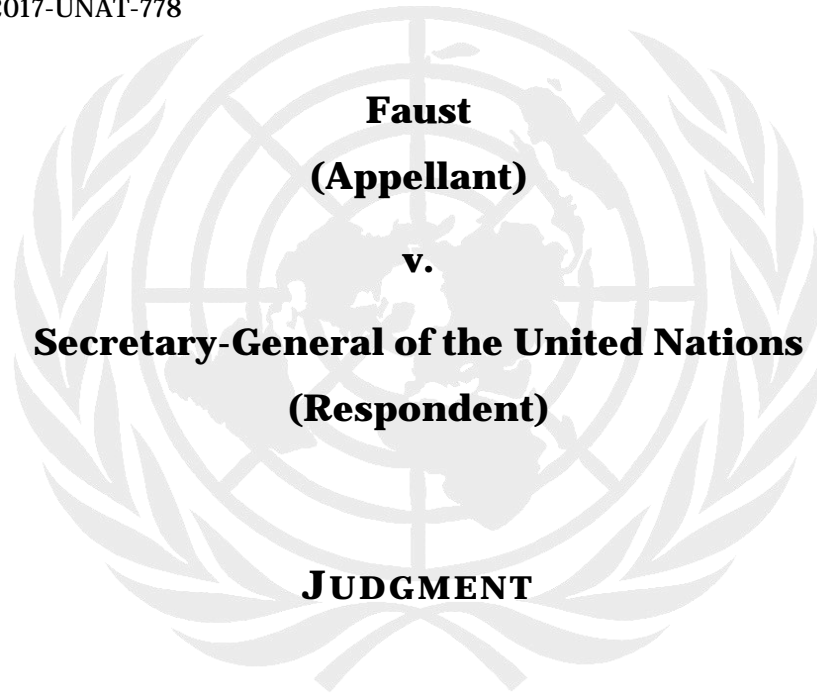 2017-UNAT-778
Faust
(Appellant)
v.
Secretary-General of the United Nations
(Respondent)
JUDGMENT